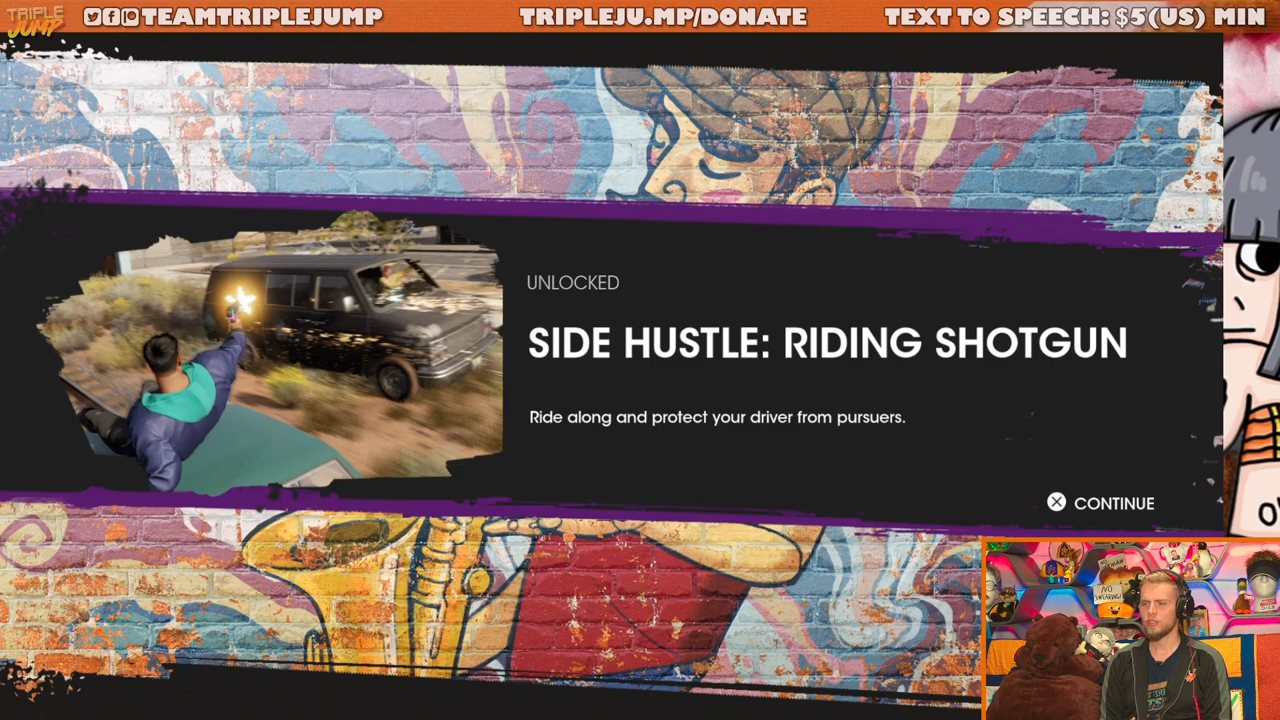 TRIPLE
JUMP
@TEAMTRIPLEJUMP
TRIPLEJU.MP/DONATE
TEXT TO SPEECH: $5(US) MIN
UNLOCKED
SIDE HUSTLE: RIDING SHOTGUN
Ride along and protect your driver from pursuers.
CONTINUE
NO
SWEARING!